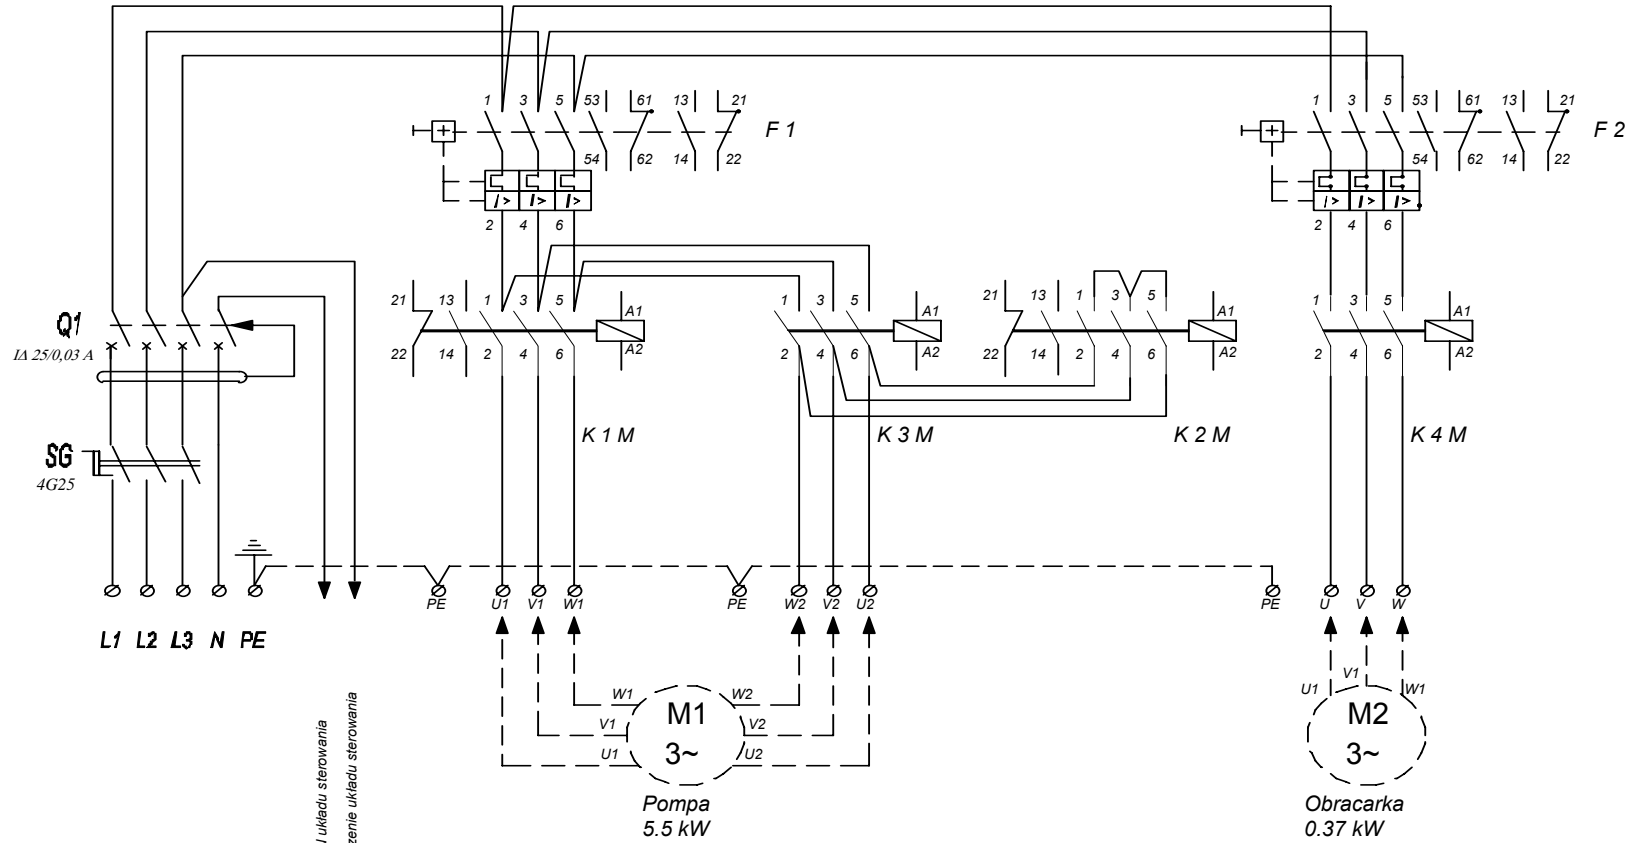 1 3 5 53 61 13 21
F 1
54 62 14 22
I> I> I>
2 4 6
1 3 5 53 61 13 21
F 2
54 62 14 22
I> I> I>
2 4 6
Q1
IΔ 25/0,03 A
21 13 1 3 5 A1
22 14 2 4 6 A2
K 1 M
1 3 5 A1
2 4 6 A2
K 3 M
21 13 1 3 5 A1
22 14 2 4 6 A2
K 2 M
1 3 5 A1
2 4 6 A2
K 4 M
SG
4G25
PE U1 V1 W1 PE W2 V2 U2 PE U V W
L1 L2 L3 N PE
W1 W2
V1 V2
U1 U2
M1
3~
Pompa
5.5 kW
V1
U1 W1
M2
3~
Obracarka
0.37 kW
układu sterowania
układu sterowania